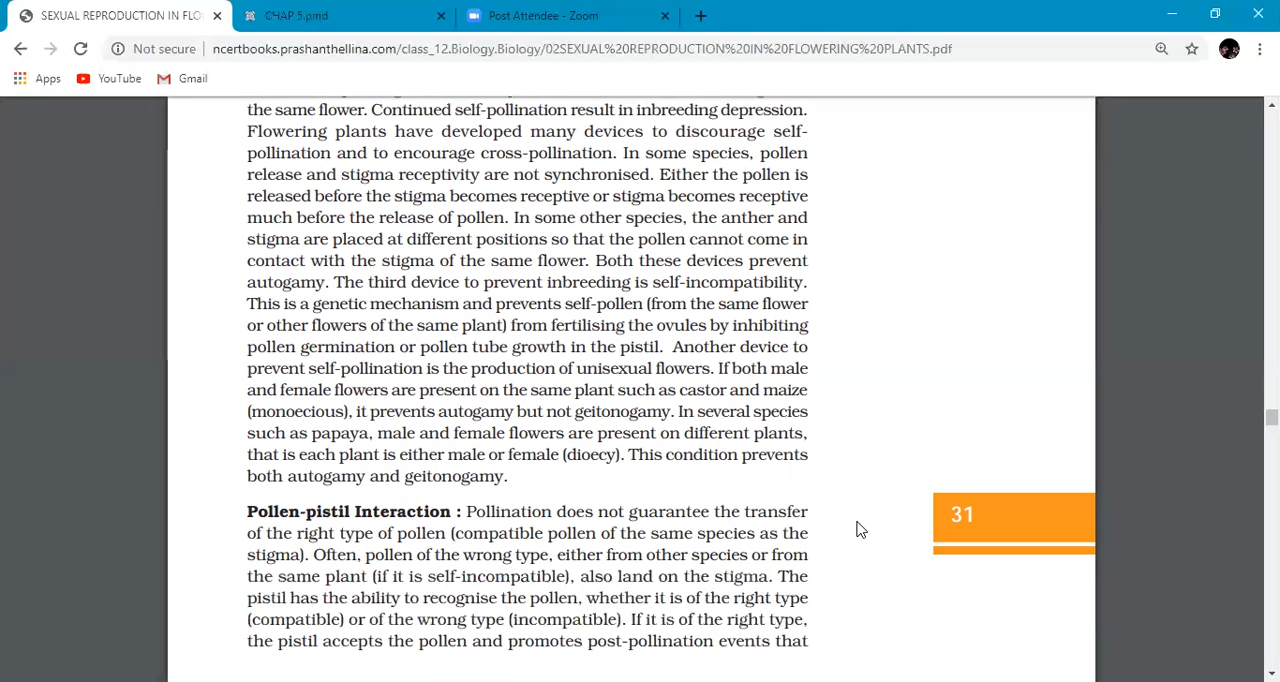 SEXUAL REPRODUCTION IN FLO
CHAP 5.pmd
Post Attendee - Zoom
Not secure
ncertbooks.prashanthellina.com/class_12.Biology.Biology/02SEXUAL%20REPRODUCTION%20IN%20FLOWERING%20PLANTS.pdf
Apps
YouTube
Gmail
the same flower. Continued self-pollination result in inbreeding depression.
Flowering plants have developed many devices to discourage self-
pollination and to encourage cross-pollination. In some species, pollen
release and stigma receptivity are not synchronised. Either the pollen is
released before the stigma becomes receptive or stigma becomes receptive
much before the release of pollen. In some other species, the anther and
stigma are placed at different positions so that the pollen cannot come in
contact with the stigma of the same flower. Both these devices prevent
autogamy. The third device to prevent inbreeding is self-incompatibility.
This is a genetic mechanism and prevents self-pollen (from the same flower
or other flowers of the same plant) from fertilising the ovules by inhibiting
pollen germination or pollen tube growth in the pistil. Another device to
prevent self-pollination is the production of unisexual flowers. If both male
and female flowers are present on the same plant such as castor and maize
(monoecious), it prevents autogamy but not geitonogamy. In several species
such as papaya, male and female flowers are present on different plants,
that is each plant is either male or female (dioecy). This condition prevents
both autogamy and geitonogamy.
Pollen-pistil Interaction : Pollination does not guarantee the transfer
of the right type of pollen (compatible pollen of the same species as the
stigma). Often, pollen of the wrong type, either from other species or from
the same plant (if it is self-incompatible), also land on the stigma. The
pistil has the ability to recognise the pollen, whether it is of the right type
(compatible) or of the wrong type (incompatible). If it is of the right type,
the pistil accepts the pollen and promotes post-pollination events that
31